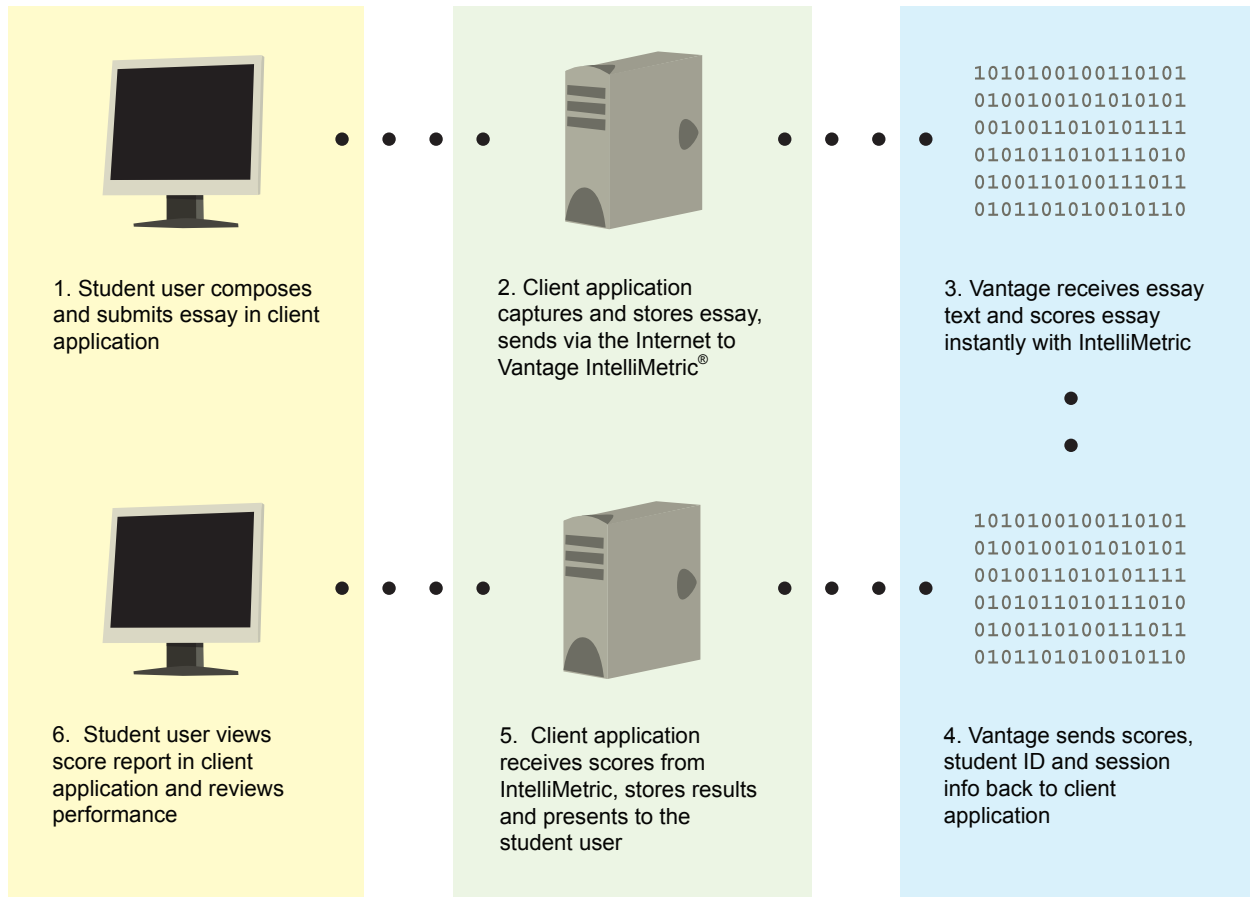 1010100100110101
0100100101010101
0010011010101111
0101011010111010
0100110100111011
0101101010010110
1. Student user composes
and submits essay in client
application
2. Client application
captures and stores essay,
sends via the Internet to
Vantage IntelliMetric®
3. Vantage receives essay
text and scores essay
instantly with IntelliMetric
1010100100110101
0100100101010101
0010011010101111
0101011010111010
0100110100111011
0101101010010110
4. Vantage sends scores,
student ID and session
info back to client
application
5. Client application
receives scores from
IntelliMetric, stores results
and presents to the
student user
6. Student user views
score report in client
application and reviews
performance